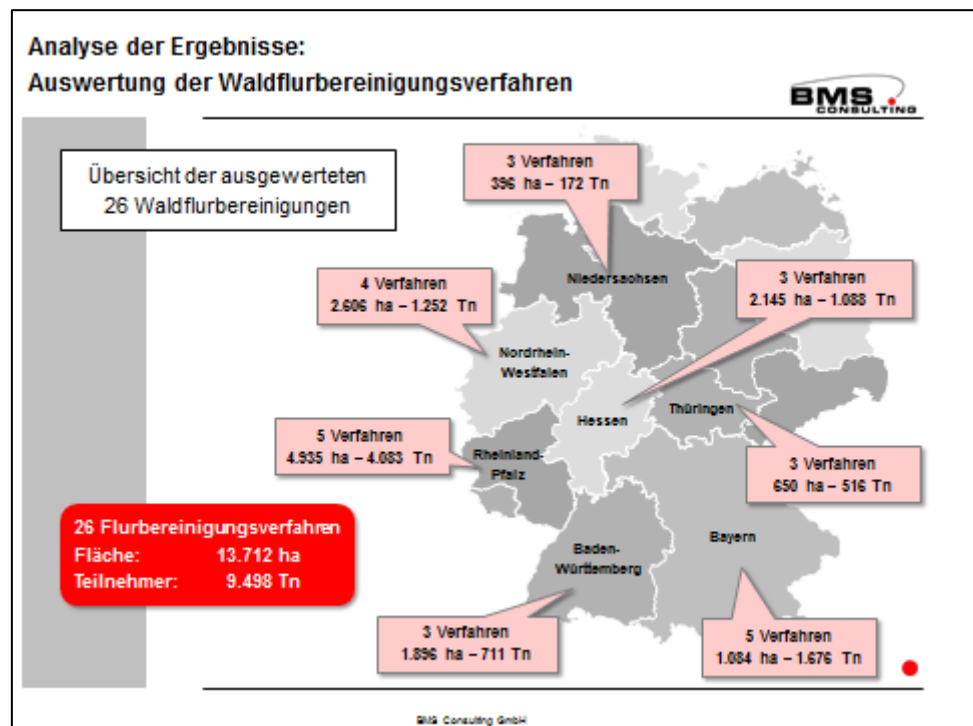 Analyse der Ergebnisse:
Auswertung der Waldflurbereinigungsverfahren
BMS
CONSULTING
Übersicht der ausgewerteten
26 Waldflurbereinigungen
3 Verfahren
396 ha – 172 Tn
Niedersachsen
4 Verfahren
2.606 ha – 1.252 Tn
3 Verfahren
2.145 ha – 1.088 Tn
Nordrhein-
Westfalen
Hessen
Thüringen
5 Verfahren
4.935 ha – 4.083 Tn
Rheinland-
Pfalz
3 Verfahren
650 ha – 516 Tn
26 Flurbereinigungsverfahren
Fläche: 13.712 ha
Teilnehmer: 9.498 Tn
Baden-
Württemberg
Bayern
3 Verfahren
1.896 ha – 711 Tn
5 Verfahren
1.084 ha – 1.676 Tn
BMS Consulting GmbH